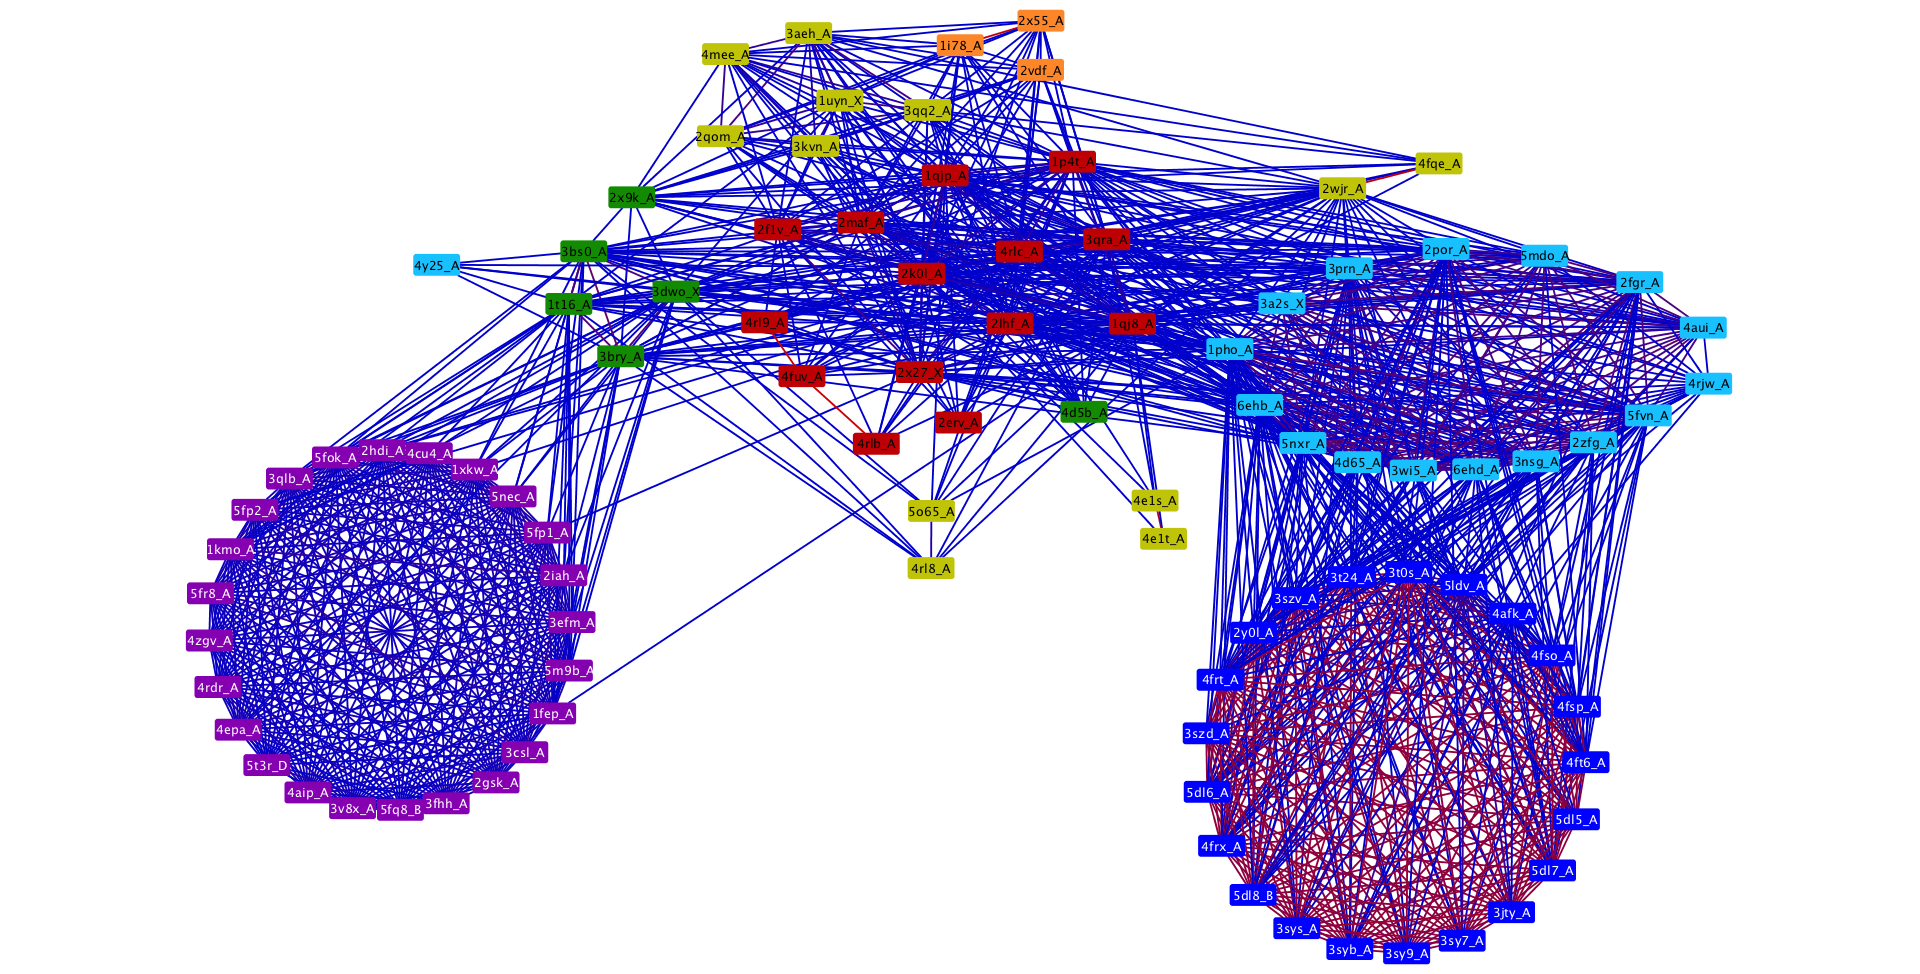 2x55_A
3aeh_A
1i78_A
4mee_A
2vdf_A
1uyn_X
3qq2_A
2qom_A
3kvn_A
1p4t_A
4fqe_A
1qjp_A
2wjr_A
2x9k_A
2maf_A
2f1v_A
3qra_A
3bs0_A
4rlc_A
2por_A
5mdo_A
4y25_A
3prn_A
2k0l_A
2fgr_A
3dwo_X
1t16_A
3a2s_X
4rl9_A
2lhf_A
1qj8_A
4aui_A
1pho_A
3bry_A
2x27_X
4fuv_A
4rjw_A
6ehb_A
4d5b_A
5fvn_A
2erv_A
4rlb_A
5nxr_A
2zfg_A
2hdi_A
4cu4_A
5fok_A
1xkw_A
4d65_A
3wi5_A
6ehd_A
3nsg_A
3qlb_A
5nec_A
4e1s_A
5fp2_A
5o65_A
5fp1_A
4e1t_A
1kmo_A
4rl8_A
2iah_A
3t24_A
3t0s_A
5ldv_A
5fr8_A
3szv_A
4afk_A
3efm_A
2y0l_A
4zgv_A
4fso_A
5m9b_A
4frt_A
4rdr_A
4fsp_A
1fep_A
4epa_A
3szd_A
3csl_A
5t3r_D
4ft6_A
2gsk_A
4aip_A
5dl6_A
3v8x_A
5fq8_B
3fhh_A
5dl5_A
4frx_A
5dl7_A
5dl8_B
3jty_A
3sys_A
3syb_A
3sy9_A
3sy7_A